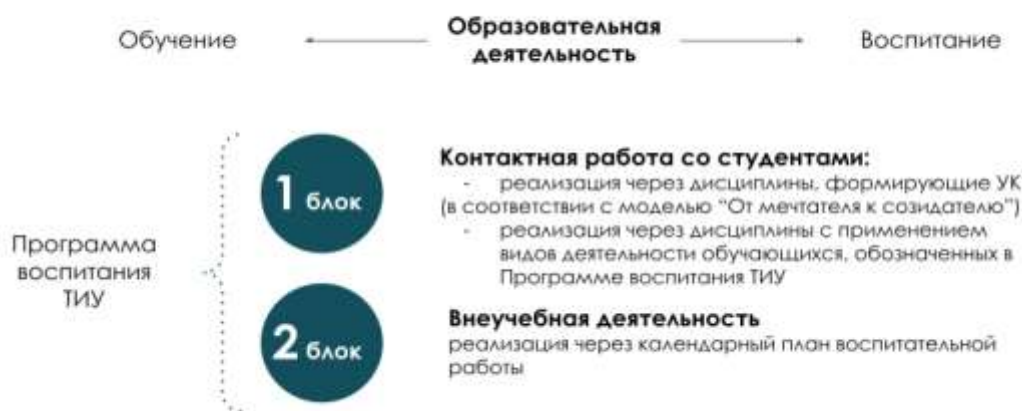 Обучение
Образовательная
деятельность
Воспитание
Программа
воспитания
ТИУ
1 блок
Контактная работа со студентами:
- реализация через дисциплины, формирующие УК
(в соответствии с моделью “От мечтателя к созидателю”)
- реализация через дисциплины с применением
видов деятельности обучающихся, обозначенных в
Программе воспитания ТИУ
2 блок
Внеучебная деятельность
реализация через календарный план воспитательной
работы